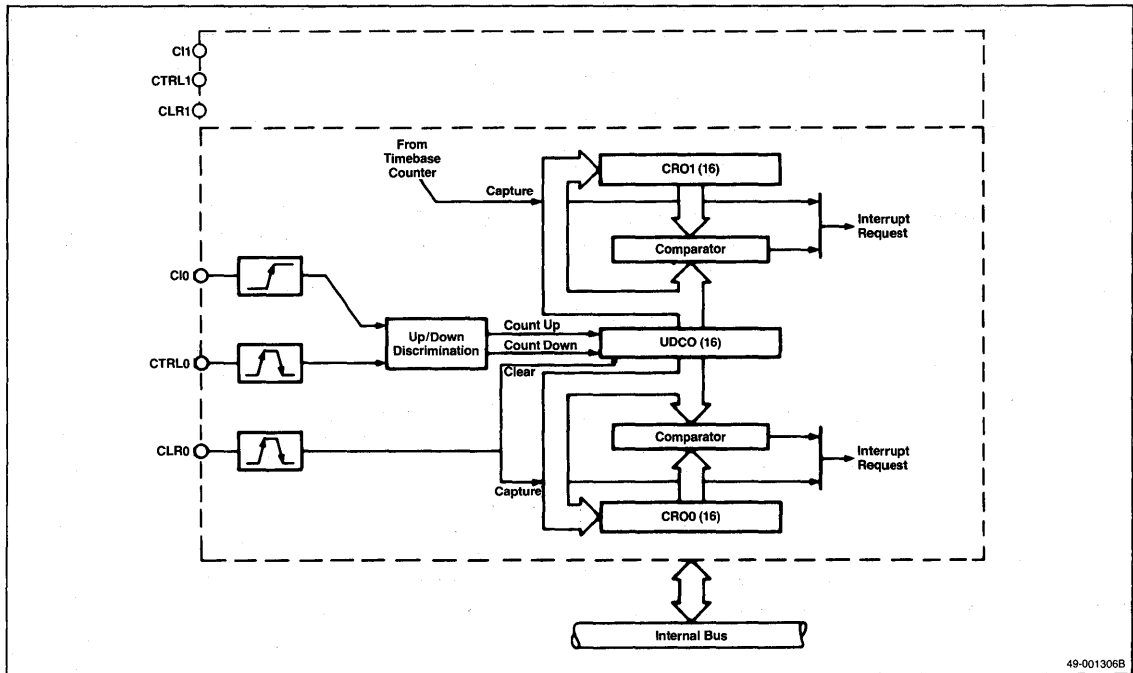 CI1
CTRL1
CLR1
From
Timebase
Counter
Capture
CRO1 (16)
Interrupt
Request
Comparator
CI0
Up/Down
Discrimination
Count Up
Count Down
Clear
UDCO (16)
CTRL0
CLR0
Comparator
Interrupt
Request
Capture
CRO0 (16)
Internal Bus
49-001306B